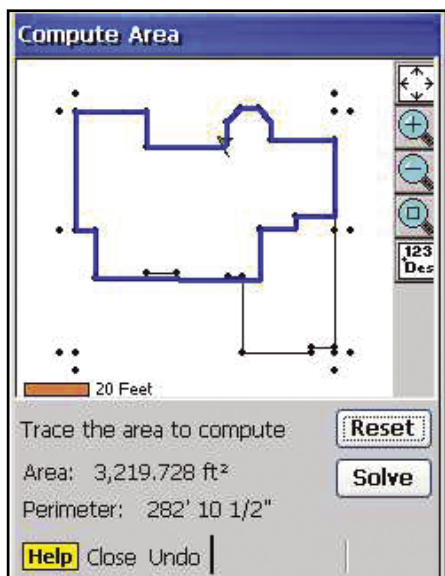 Compute Area
123
Des
20 Feet
Trace the area to compute
Reset
Area: 3,219.728 ft²
Solve
Perimeter: 282' 10 1/2"
Help Close Undo